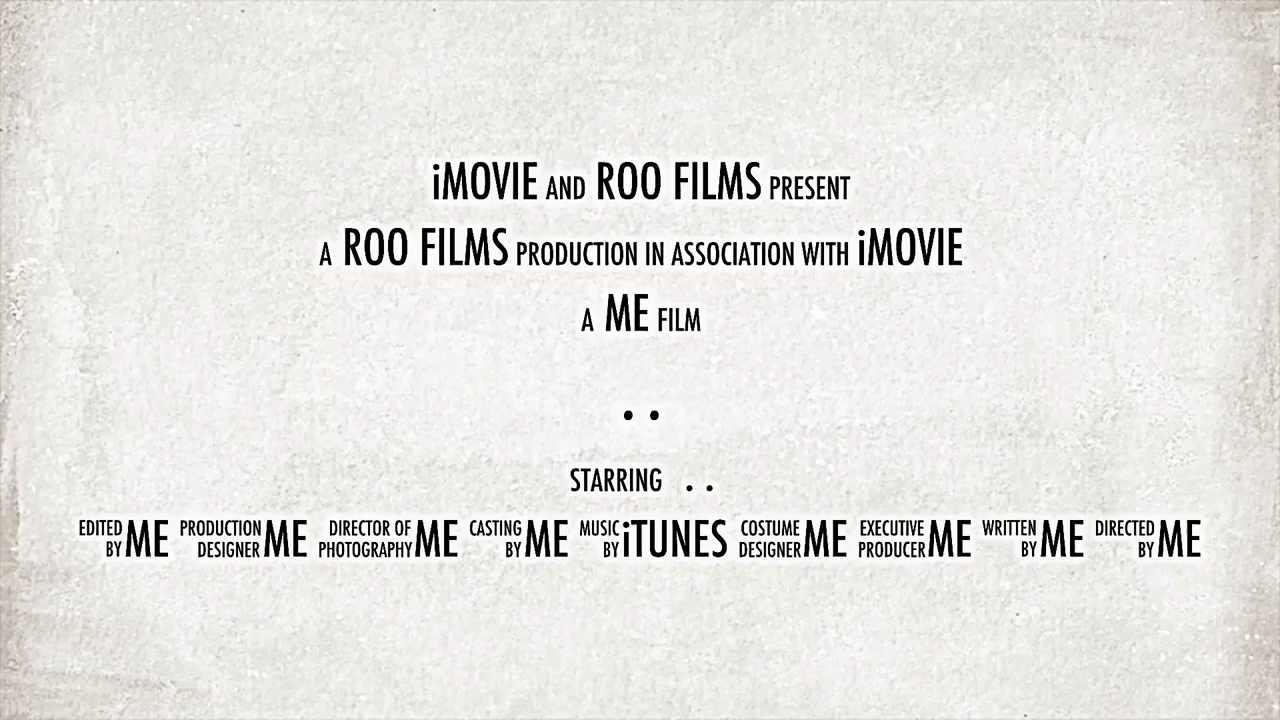 iMOVIE AND ROO FILMS PRESENT
A ROO FILMS PRODUCTION IN ASSOCIATION WITH iMOVIE
A ME FILM
. .
STARRING . .
EDITED BY ME PRODUCTION DESIGNER ME DIRECTOR OF PHOTOGRAPHY ME CASTING BY ME MUSIC BY iTUNES COSTUME DESIGNER ME EXECUTIVE PRODUCER ME WRITTEN BY ME DIRECTED BY ME